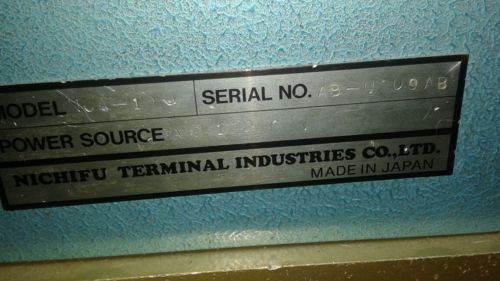 MODEL SERIAL NO.
POWER SOURCE
NICHIFU TERMINAL INDUSTRIES CO.,LTD.
MADE IN JAPAN